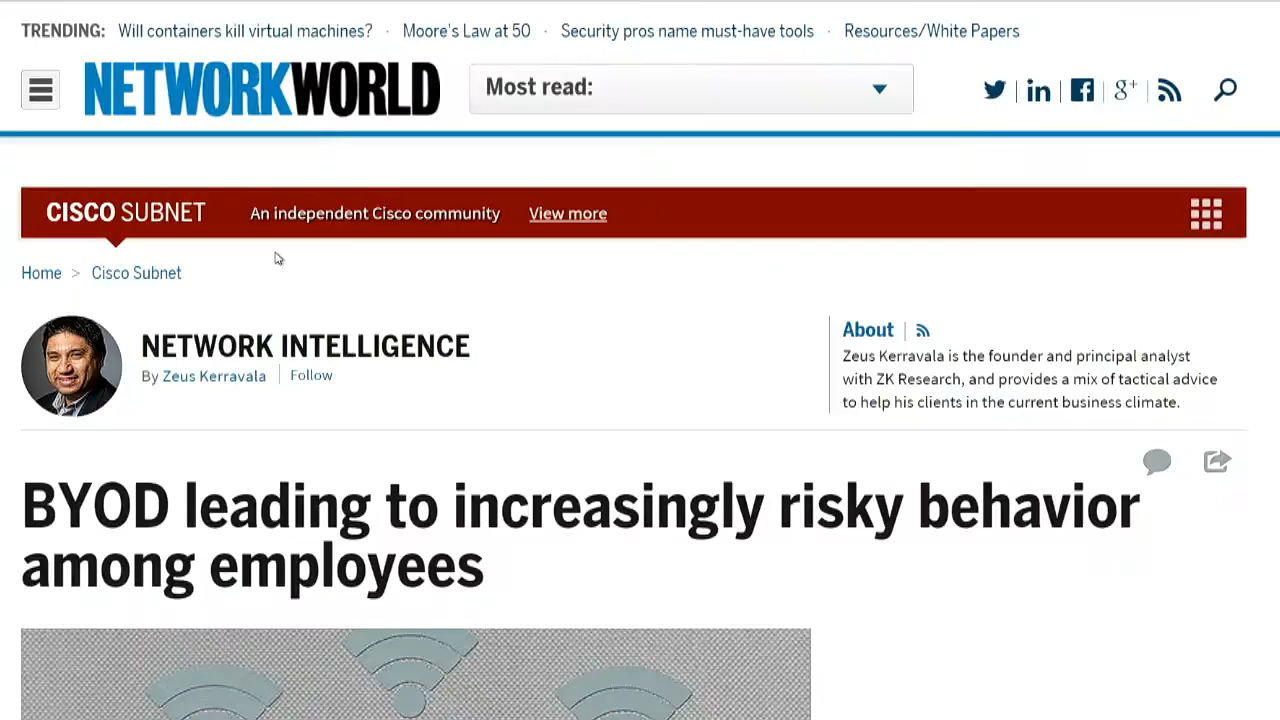 TRENDING: Will containers kill virtual machines? · Moore's Law at 50 · Security pros name must-have tools · Resources/White Papers
NETWORKWORLD
Most read:
g+
CISCO SUBNET An independent Cisco community View more
Home > Cisco Subnet
NETWORK INTELLIGENCE
By Zeus Kerravala | Follow
About
Zeus Kerravala is the founder and principal analyst
with ZK Research, and provides a mix of tactical advice
to help his clients in the current business climate.
BYOD leading to increasingly risky behavior
among employees